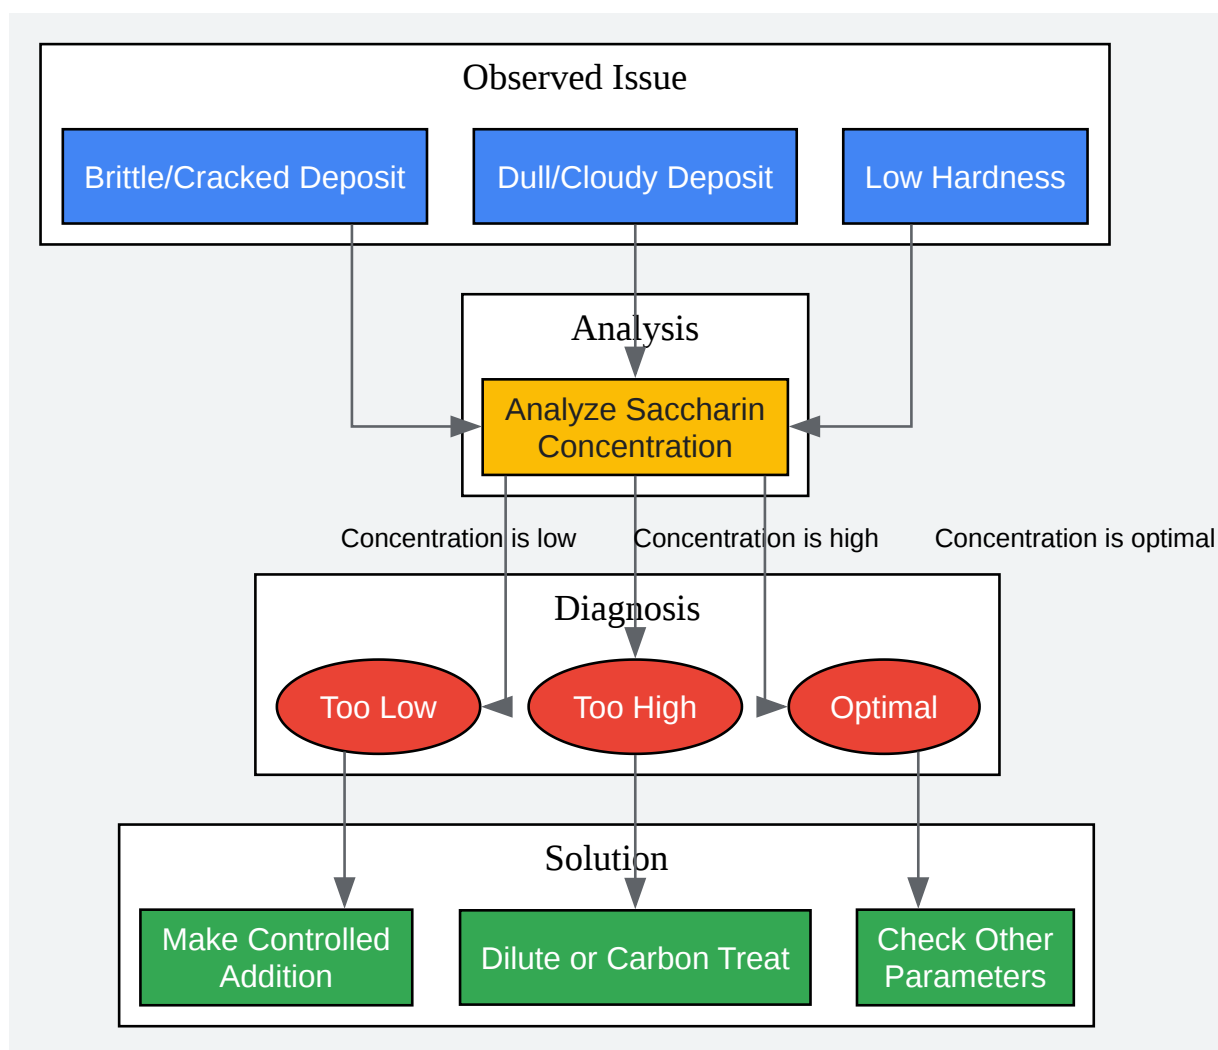 Observed Issue
Brittle/Cracked Deposit
Dull/Cloudy Deposit
Low Hardness
Analysis
Analyze Saccharin
Concentration
Concentration is low
Concentration is high
Concentration is optimal
Diagnosis
Too Low
Too High
Optimal
Solution
Make Controlled
Addition
Dilute or Carbon Treat
Check Other
Parameters